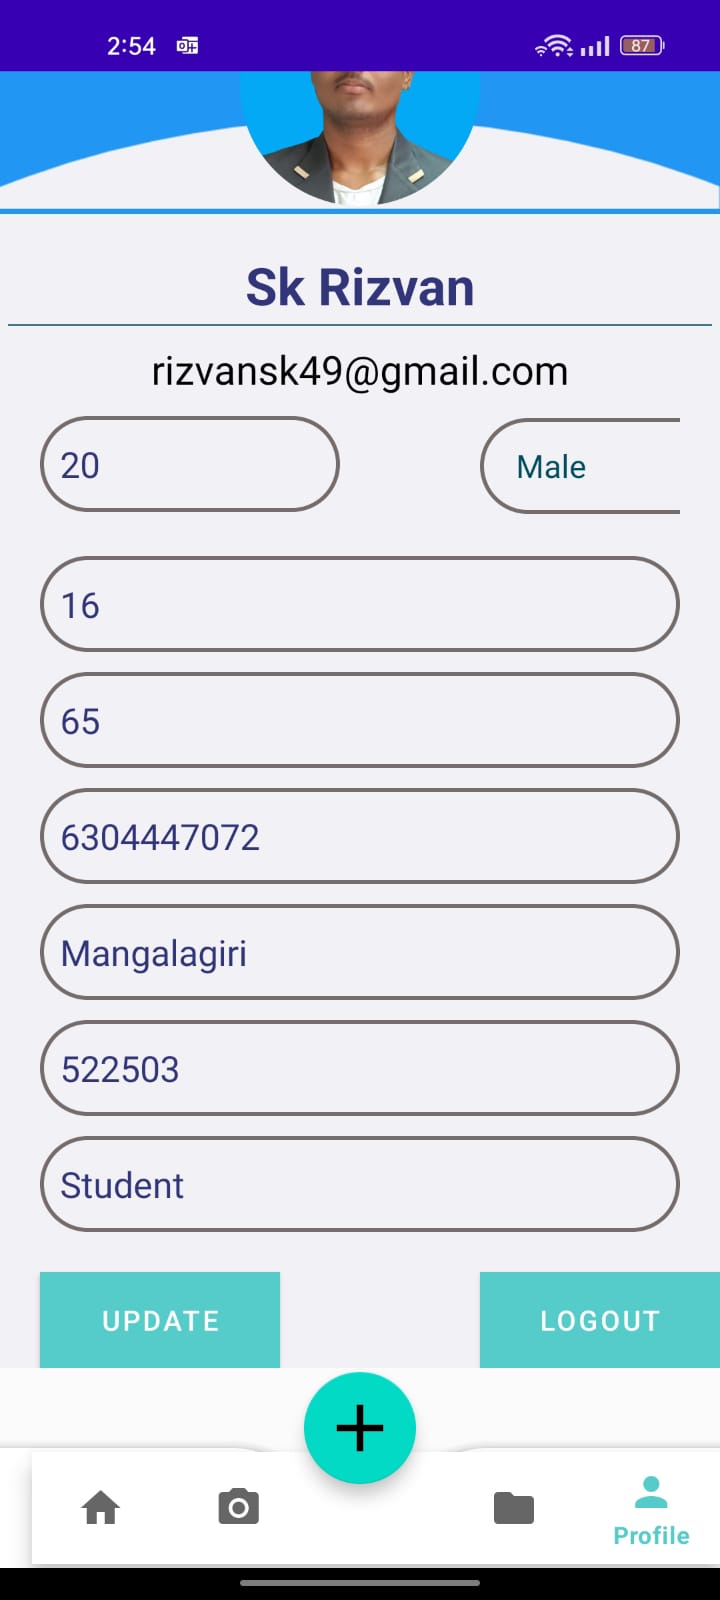 2:54
87
Sk Rizvan
rizvansk49@gmail.com
20 Male
16
65
6304447072
Mangalagiri
522503
Student
UPDATE LOGOUT
Profile